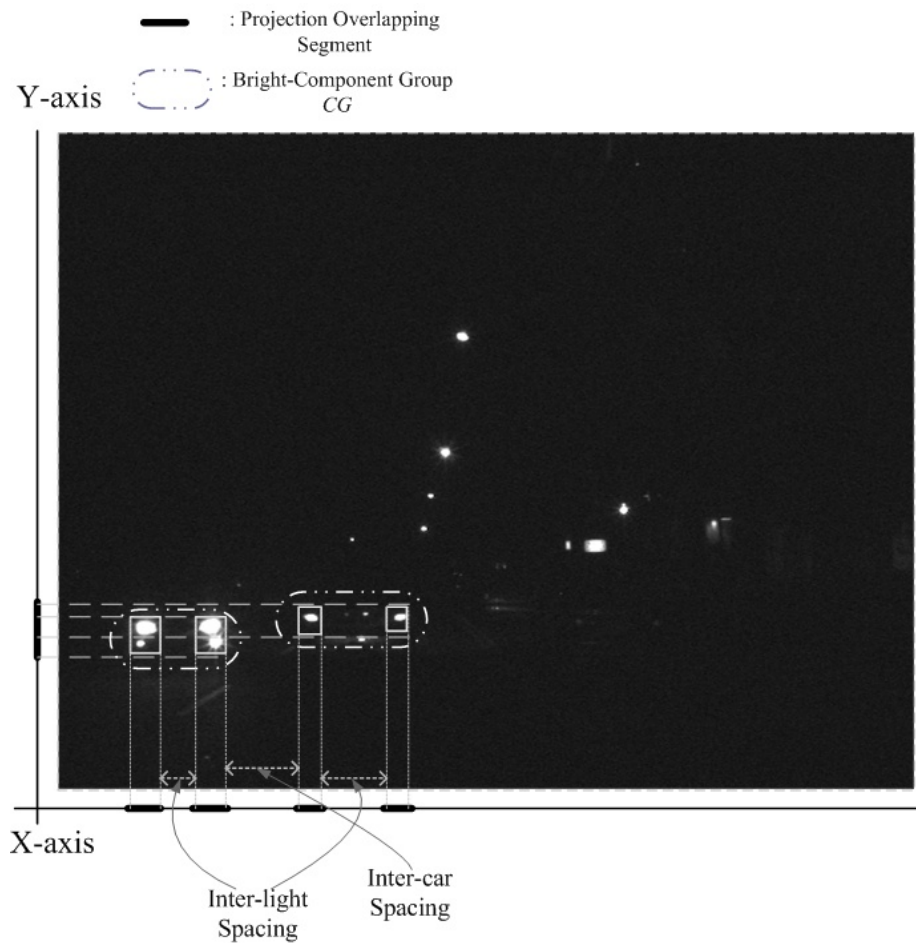 : Projection Overlapping
Segment
: Bright-Component Group
CG
Y-axis
X-axis
Inter-light
Spacing
Inter-car
Spacing